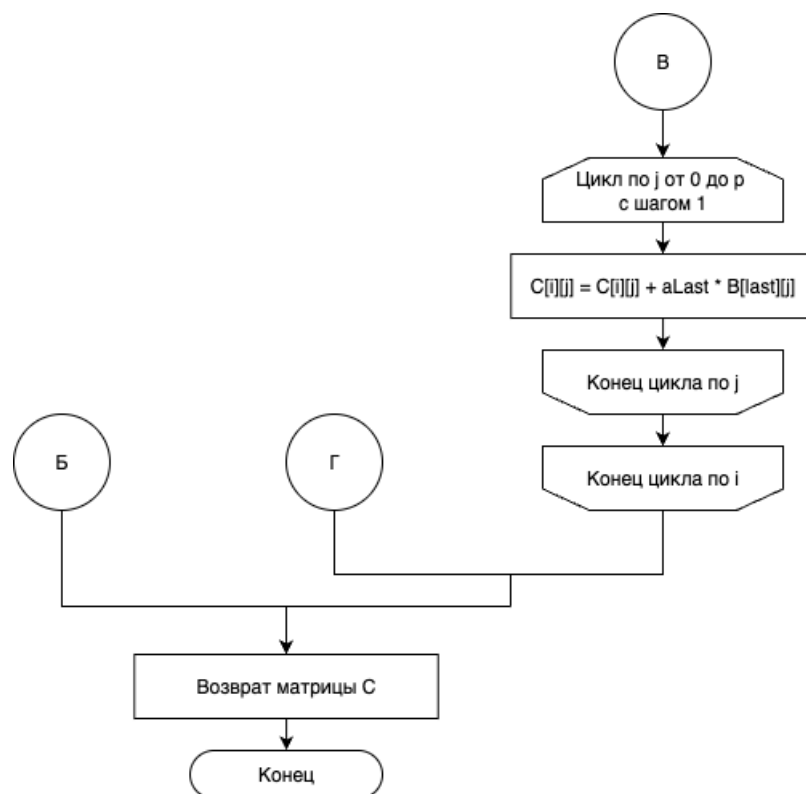 В
Цикл по j от 0 до p
с шагом 1
C[i][j] = C[i][j] + aLast * B[last][j]
Конец цикла по j
Б
Г
Конец цикла по i
Возврат матрицы C
Конец